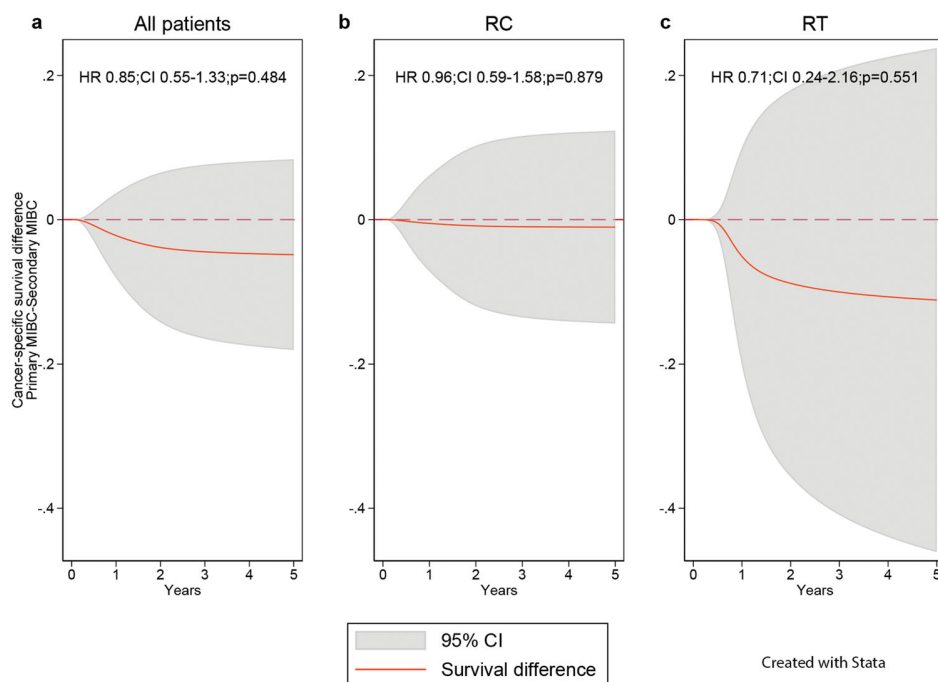 a All patients
b RC
c RT
HR 0.85;CI 0.55-1.33;p=0.484
HR 0.96;CI 0.59-1.58;p=0.879
HR 0.71;CI 0.24-2.16;p=0.551
Cancer-specific survival difference
Primary MIBC-Secondary MIBC
.2
0
-.2
-.4
0 1 2 3 4 5
Years
.2
0
-.2
-.4
0 1 2 3 4 5
Years
.2
0
-.2
-.4
0 1 2 3 4 5
Years
95% CI
Survival difference
Created with Stata